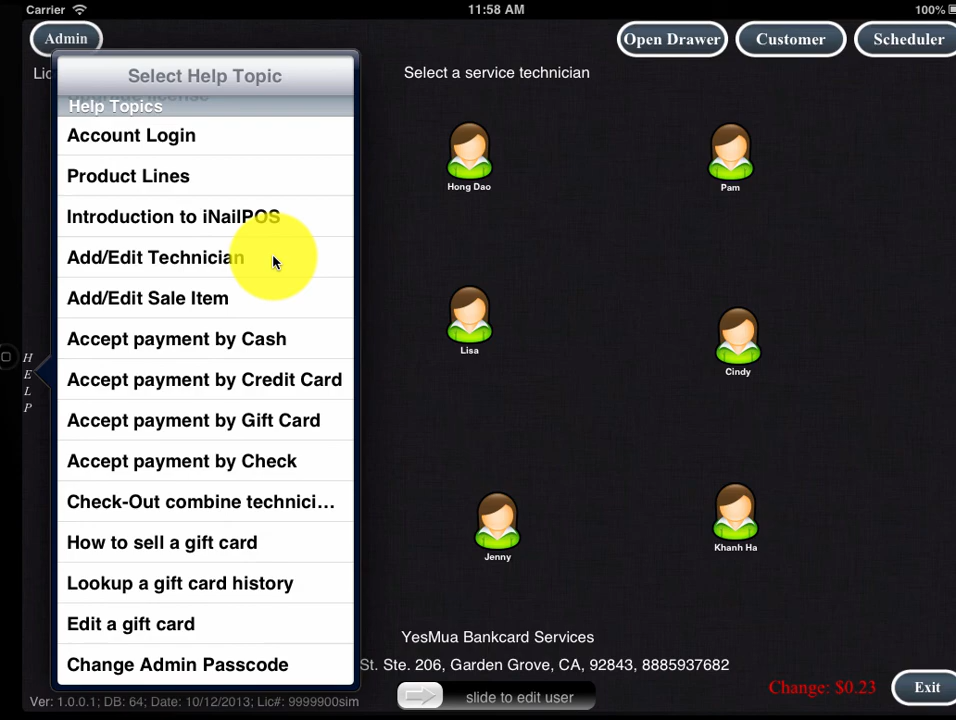 Carrier 11:58 AM 100%
Admin Open Drawer Customer Scheduler
Lic Select a service technician
Select Help Topic
Upgrade license
Help Topics
Account Login
Product Lines
Introduction to iNailPOS
Add/Edit Technician
Add/Edit Sale Item
Accept payment by Cash
Accept payment by Credit Card
Accept payment by Gift Card
Accept payment by Check
Check-Out combine technici...
How to sell a gift card
Lookup a gift card history
Edit a gift card
Change Admin Passcode
HELP
Hong Dao
Pam
Lisa
Cindy
Jenny
Khanh Ha
YesMua Bankcard Services
St. Ste. 206, Garden Grove, CA, 92843, 8885937682
Change: $0.23
Exit
slide to edit user
Ver: 1.0.0.1; DB: 64; Date: 10/12/2013; Lic#: 9999900sim